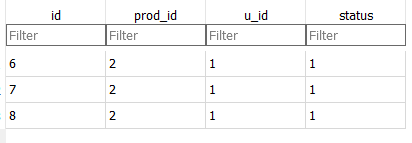 id prod_id u_id status
Filter Filter Filter Filter
6 2 1 1
7 2 1 1
8 2 1 1